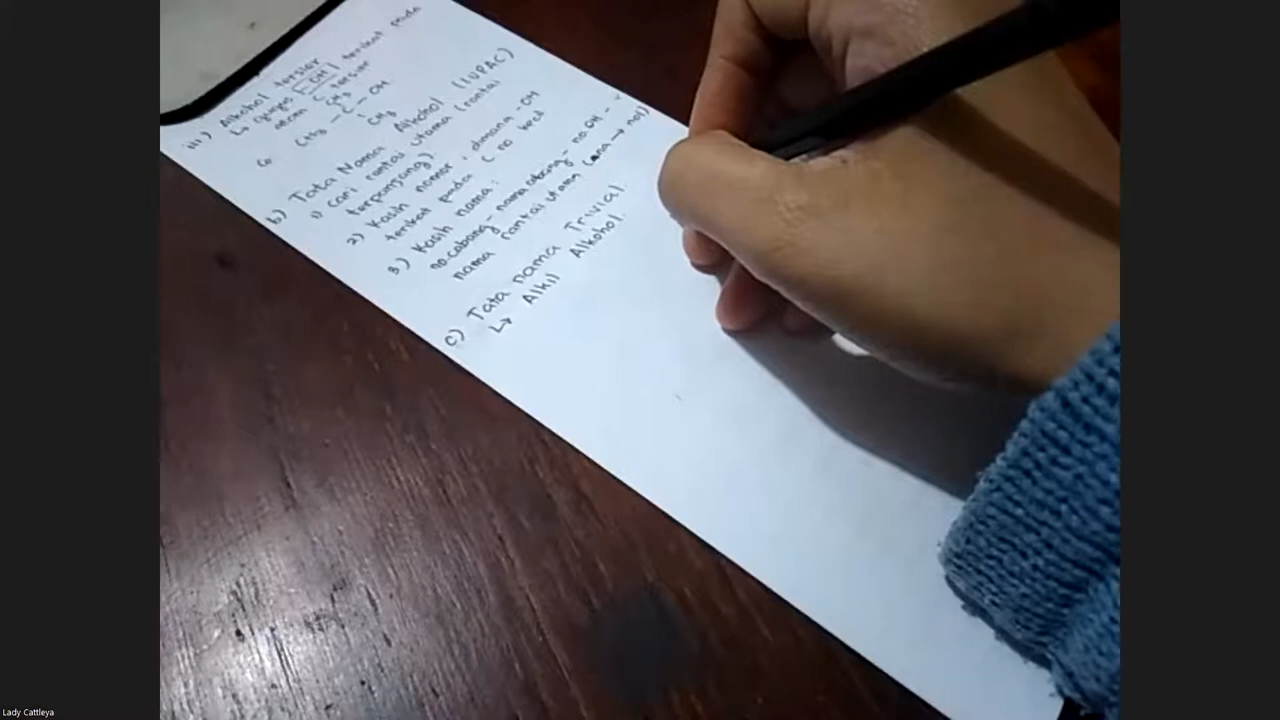 iii) Alkohol tersier
↳ gugus [-OH] terikat pada
atom C tersier
CH3
Co CH3 - C - OH
CH3
b) Tata Nama Alkohol (IUPAC)
1) Cari rantai utama (rantai
terpanjang)
2) Kasih nomor, dimana -OH
terikat pada C no kecil
3) Kasih nama:
no.cabang - nama cabang - no OH -
nama rantai utama (ana → nol)
c) Tata nama Trivial
↳ Alkil Alkohol.
Lady Cattleya